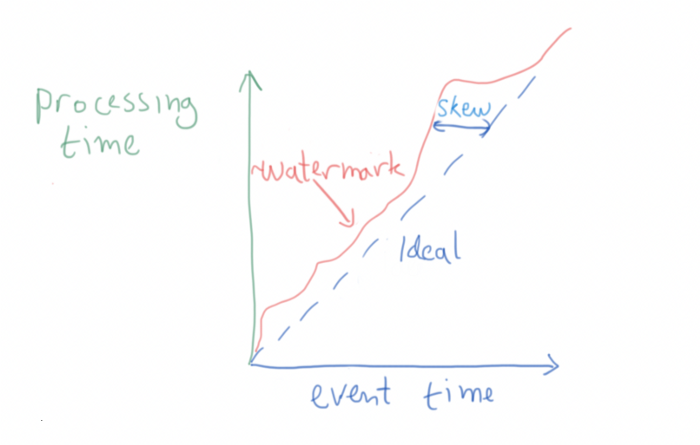 Processing
time
skew
~watermark
Ideal
event time